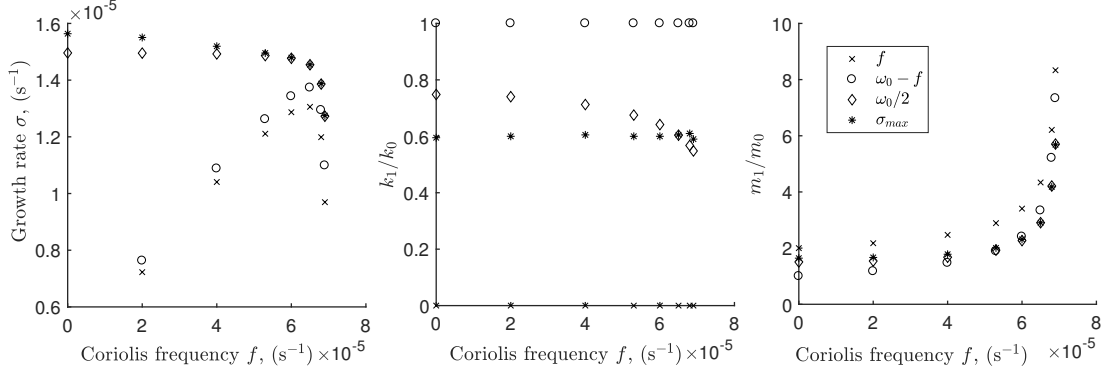 ×10⁻⁵
1.6
1.4
1.2
1
0.8
0.6
Growth rate σ, (s⁻¹)
0 2 4 6 8
Coriolis frequency f, (s⁻¹) ×10⁻⁵
1
0.8
0.6
0.4
0.2
0
k₁/k₀
0 2 4 6 8
Coriolis frequency f, (s⁻¹) ×10⁻⁵
10
8
6
4
2
0
m₁/m₀
f
ω₀ − f
ω₀/2
σₘₐₓ
0 2 4 6 8
Coriolis frequency f, (s⁻¹) ×10⁻⁵